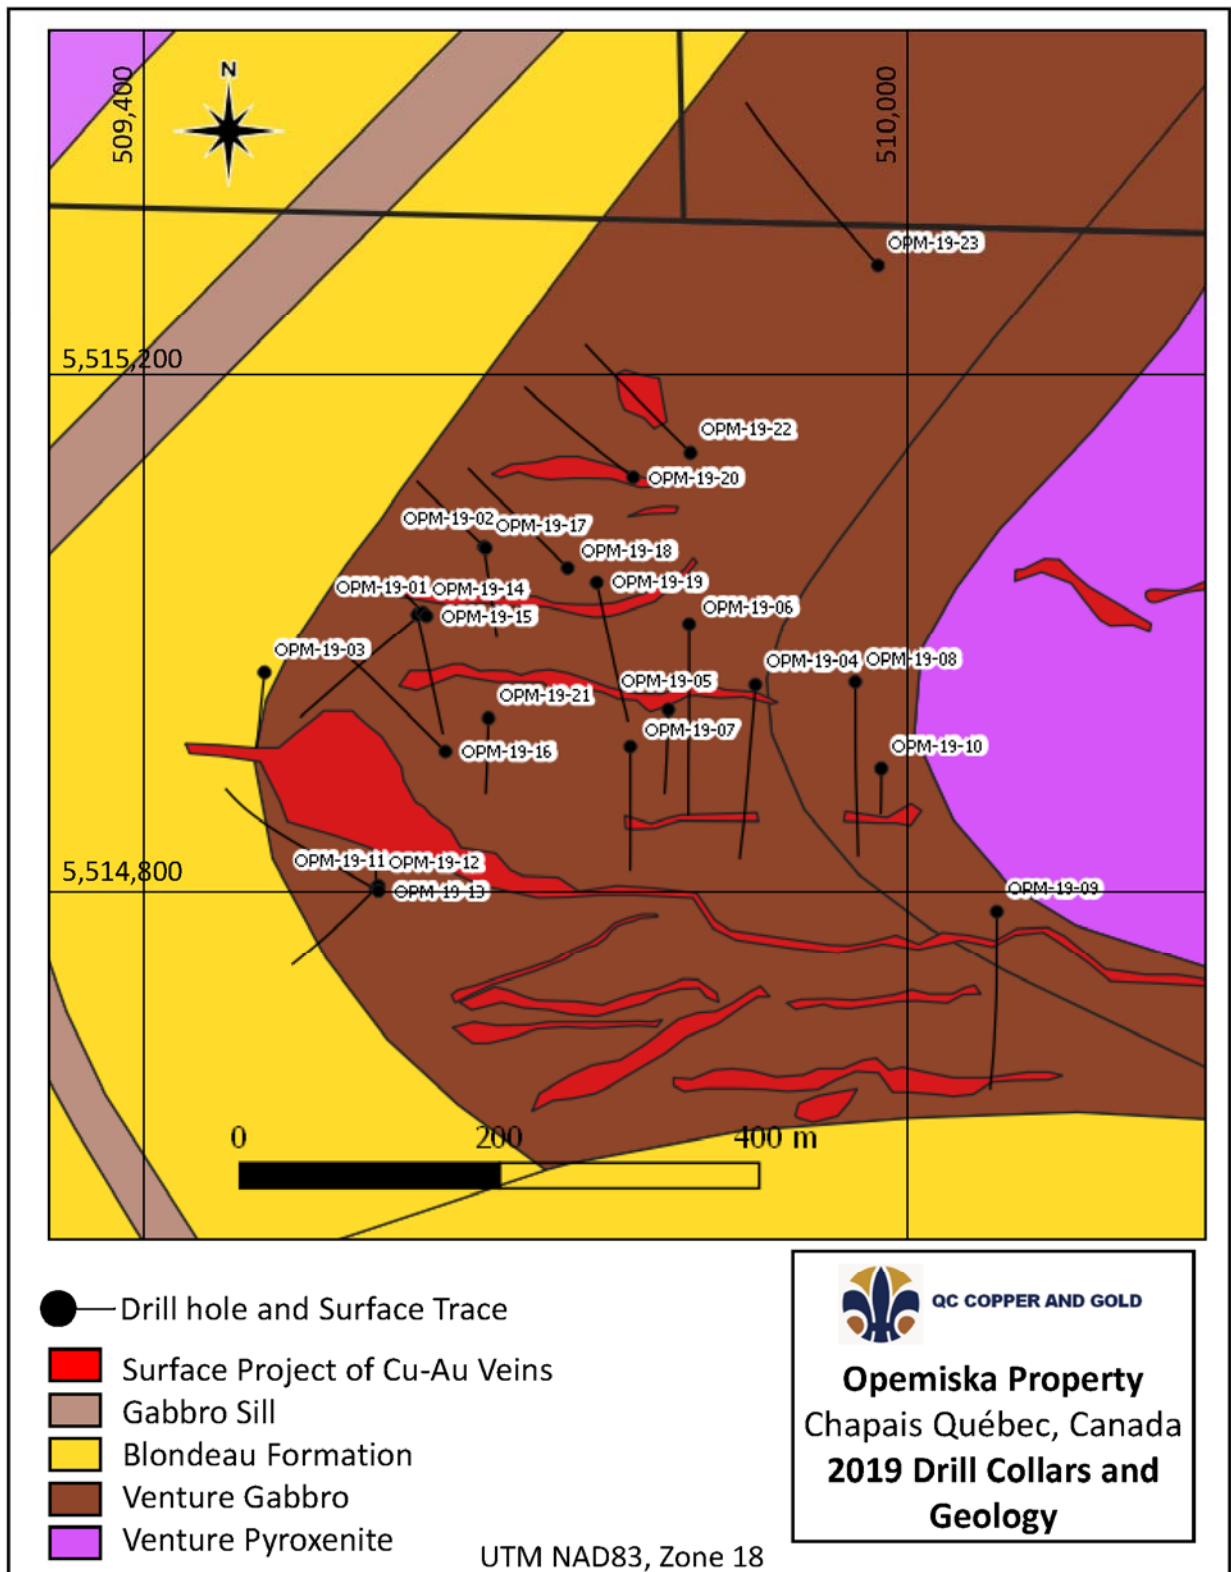 N
509,400
510,000
OPM-19-23
5,515,200
OPM-19-22
OPM-19-20
OPM-19-02
OPM-19-17
OPM-19-18
OPM-19-19
OPM-19-01
OPM-19-14
OPM-19-15
OPM-19-06
OPM-19-03
OPM-19-04
OPM-19-08
OPM-19-05
OPM-19-21
OPM-19-07
OPM-19-16
OPM-19-10
5,514,800
OPM-19-11
OPM-19-12
OPM-19-13
OPM-19-09
0 200 400 m
Drill hole and Surface Trace
Surface Project of Cu-Au Veins
Gabbro Sill
Blondeau Formation
Venture Gabbro
Venture Pyroxenite
QC COPPER AND GOLD
Opemiska Property
Chapais Québec, Canada
2019 Drill Collars and
Geology
UTM NAD83, Zone 18